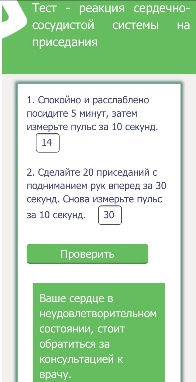 Тест - реакция сердечно-
сосудистой системы на
приседания
1. Спокойно и расслаблено
посидите 5 минут, затем
измерьте пульс за 10 секунд.
14
2. Сделайте 20 приседаний с
подниманием рук вперед за 30
секунд. Снова измерьте пульс
за 10 секунд. 30
Проверить
Ваше сердце в
неудовлетворительном
состоянии, стоит
обратиться за
консультацией к
врачу.